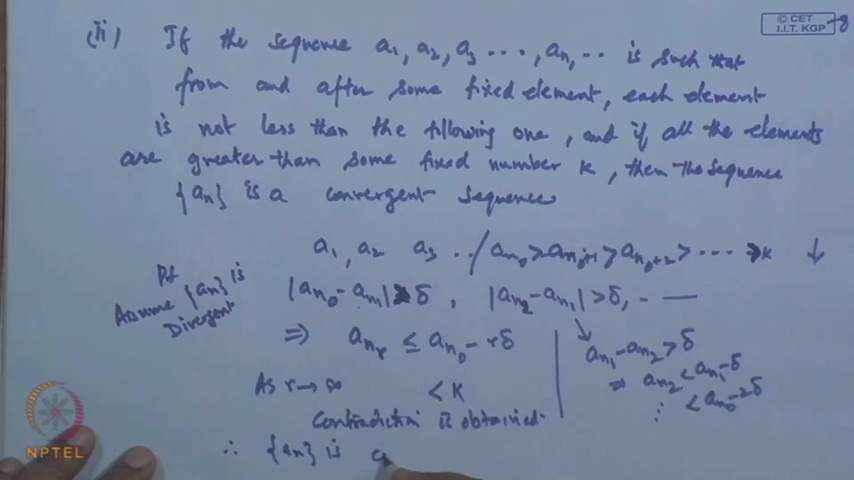 © CET
I.I.T. KGP
(ii) If the sequence a₁, a₂, a₃ ..., aₙ, .. is such that
from and after some fixed element, each element
is not less than the following one, and if all the elements
are greater than some fixed number K, then the sequence
{aₙ} is a convergent sequence
a₁, a₂ a₃ .. / aₙ₀ > aₙ₀₊₁ > aₙ₀₊₂ > .... > K ↓
Pf
Assume {aₙ} is
Divergent
|aₙ₀ - aₙ₁| > δ, |aₙ₂ - aₙ₁| > δ, . —
⇒ aₙᵣ ≤ aₙ₀ - rδ
As r → ∞ < K
Contradiction is obtained.
∴ {aₙ} is
aₙ₁ - aₙ₂ > δ
⇒ aₙ₂ < aₙ₁ - δ
⋮ < aₙ₀ - 2δ
NPTEL